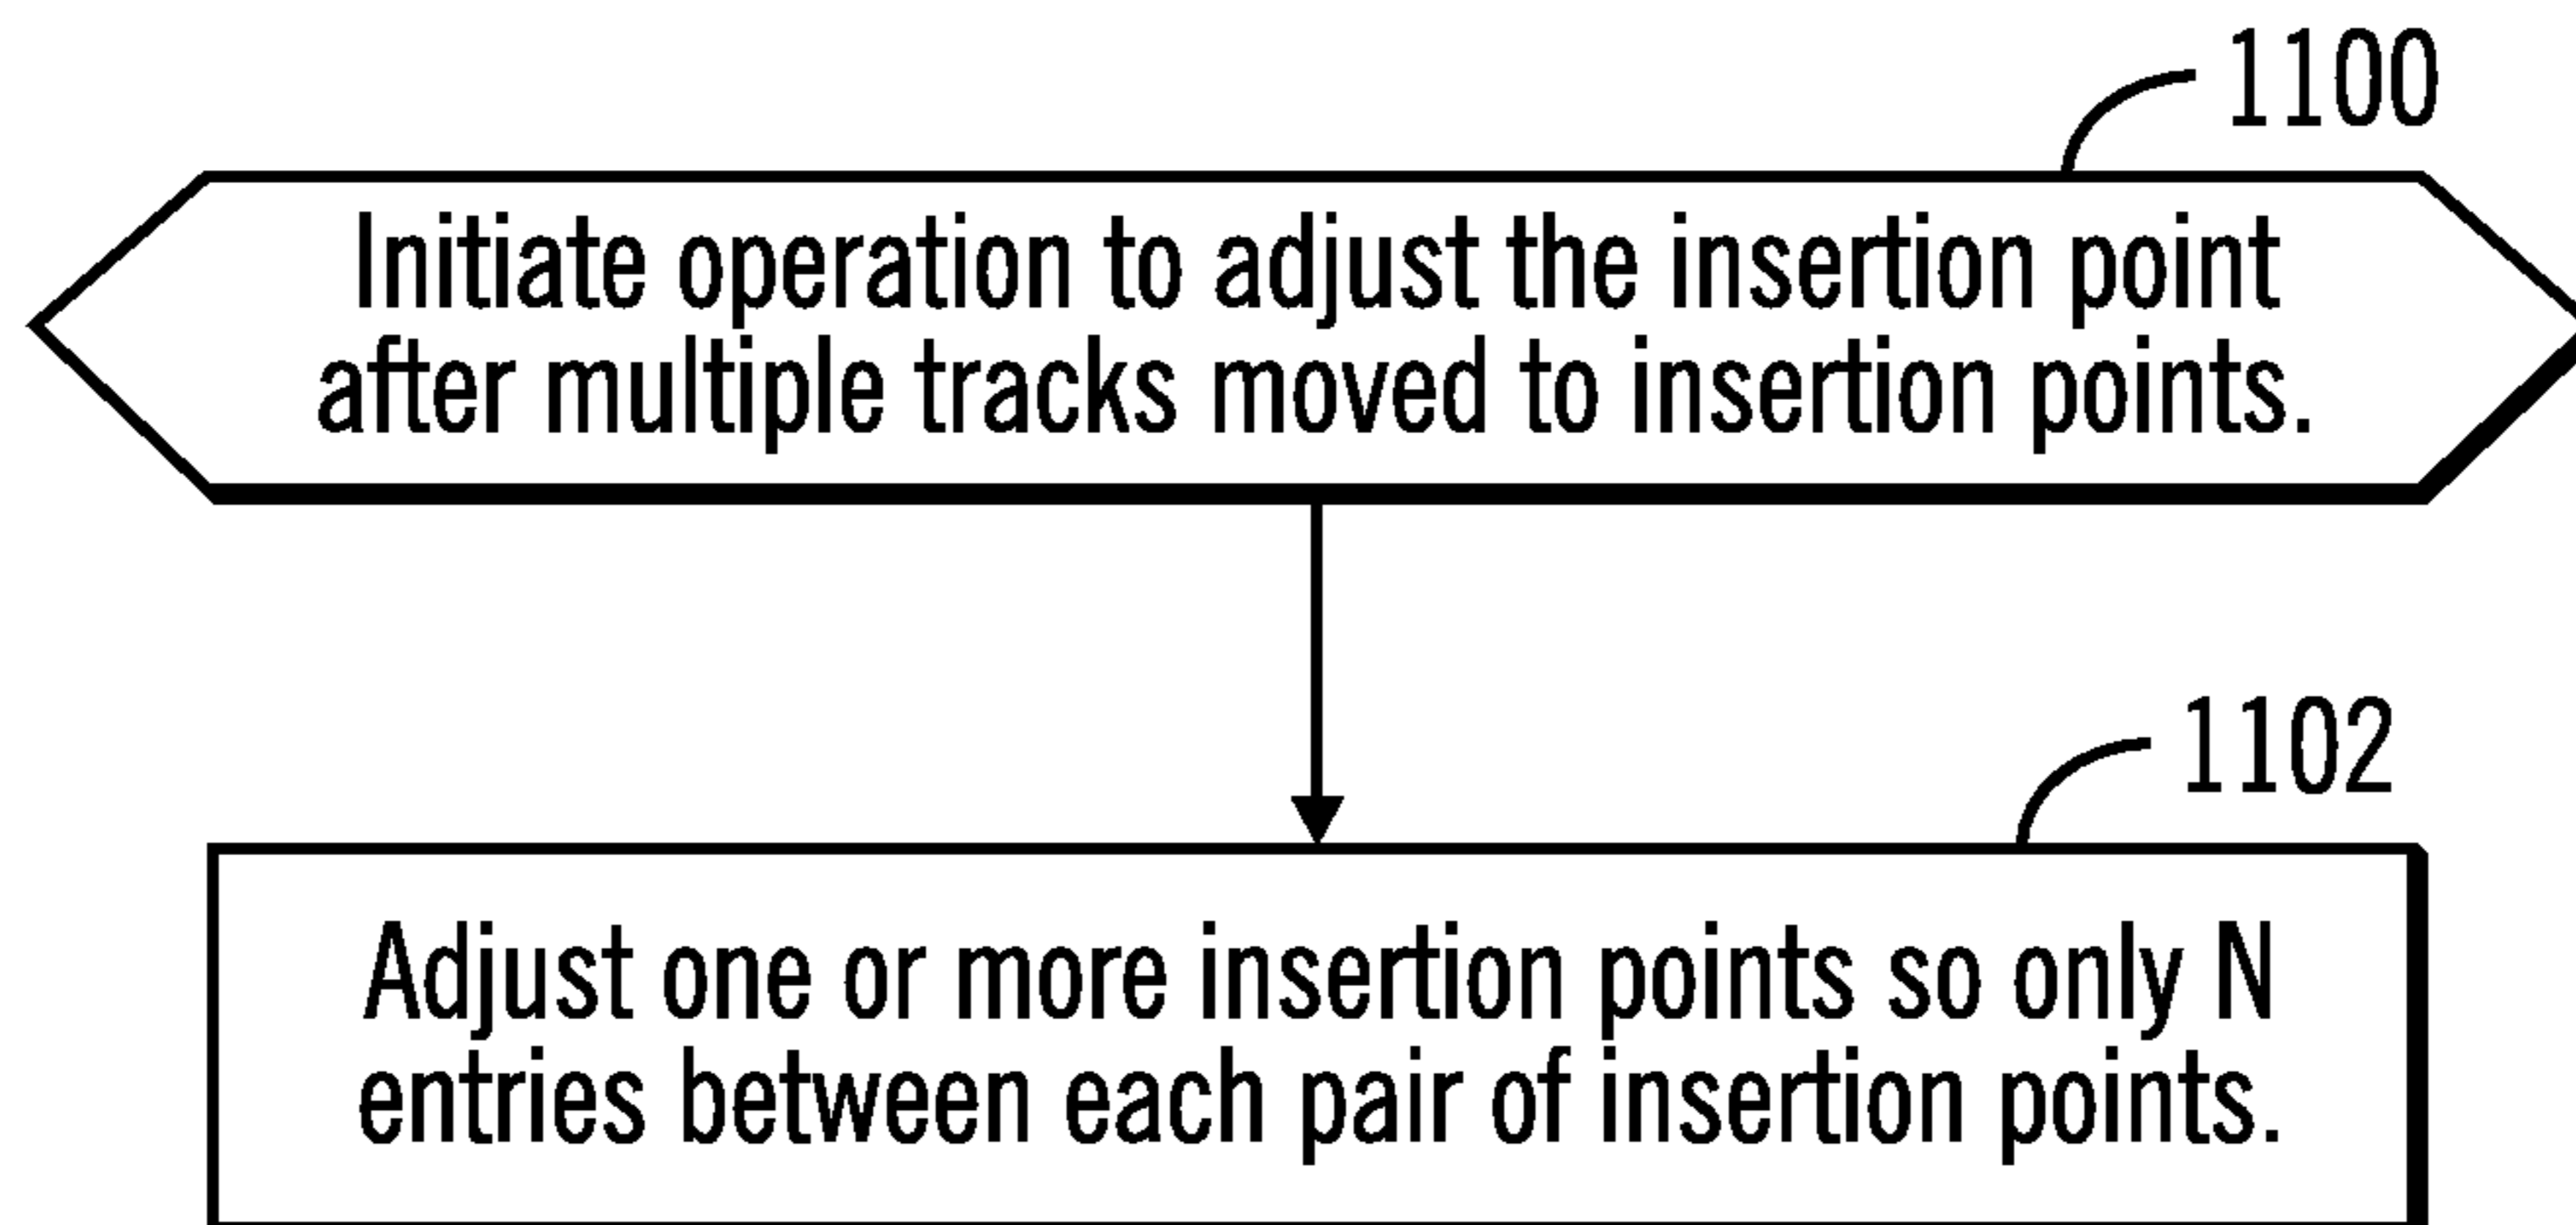 1100
Initiate operation to adjust the insertion point
after multiple tracks moved to insertion points.
1102
Adjust one or more insertion points so only N
entries between each pair of insertion points.